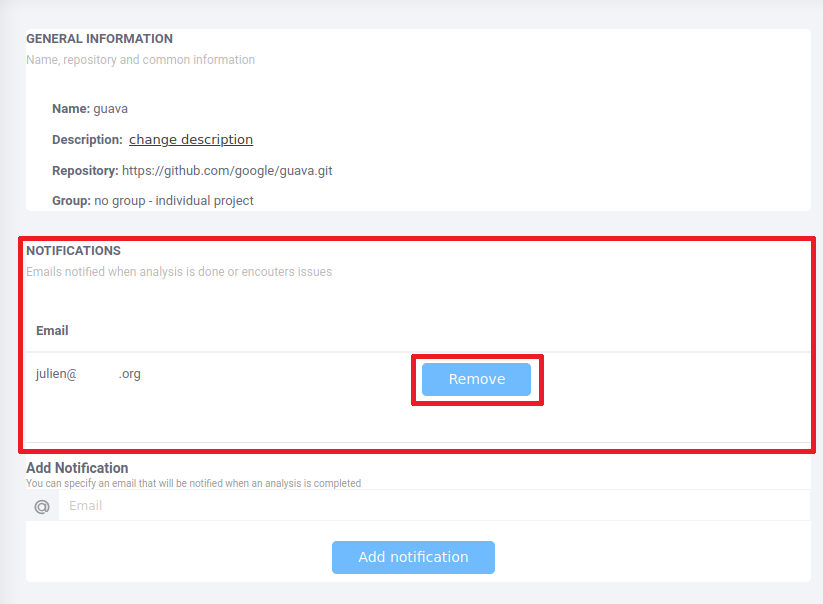 GENERAL INFORMATION
Name, repository and common information
Name: guava
Description: change description
Repository: https://github.com/google/guava.git
Group: no group - individual project
NOTIFICATIONS
Emails notified when analysis is done or encouters issues
Email
julien@ .org
Remove
Add Notification
You can specify an email that will be notified when an analysis is completed
@ Email
Add notification